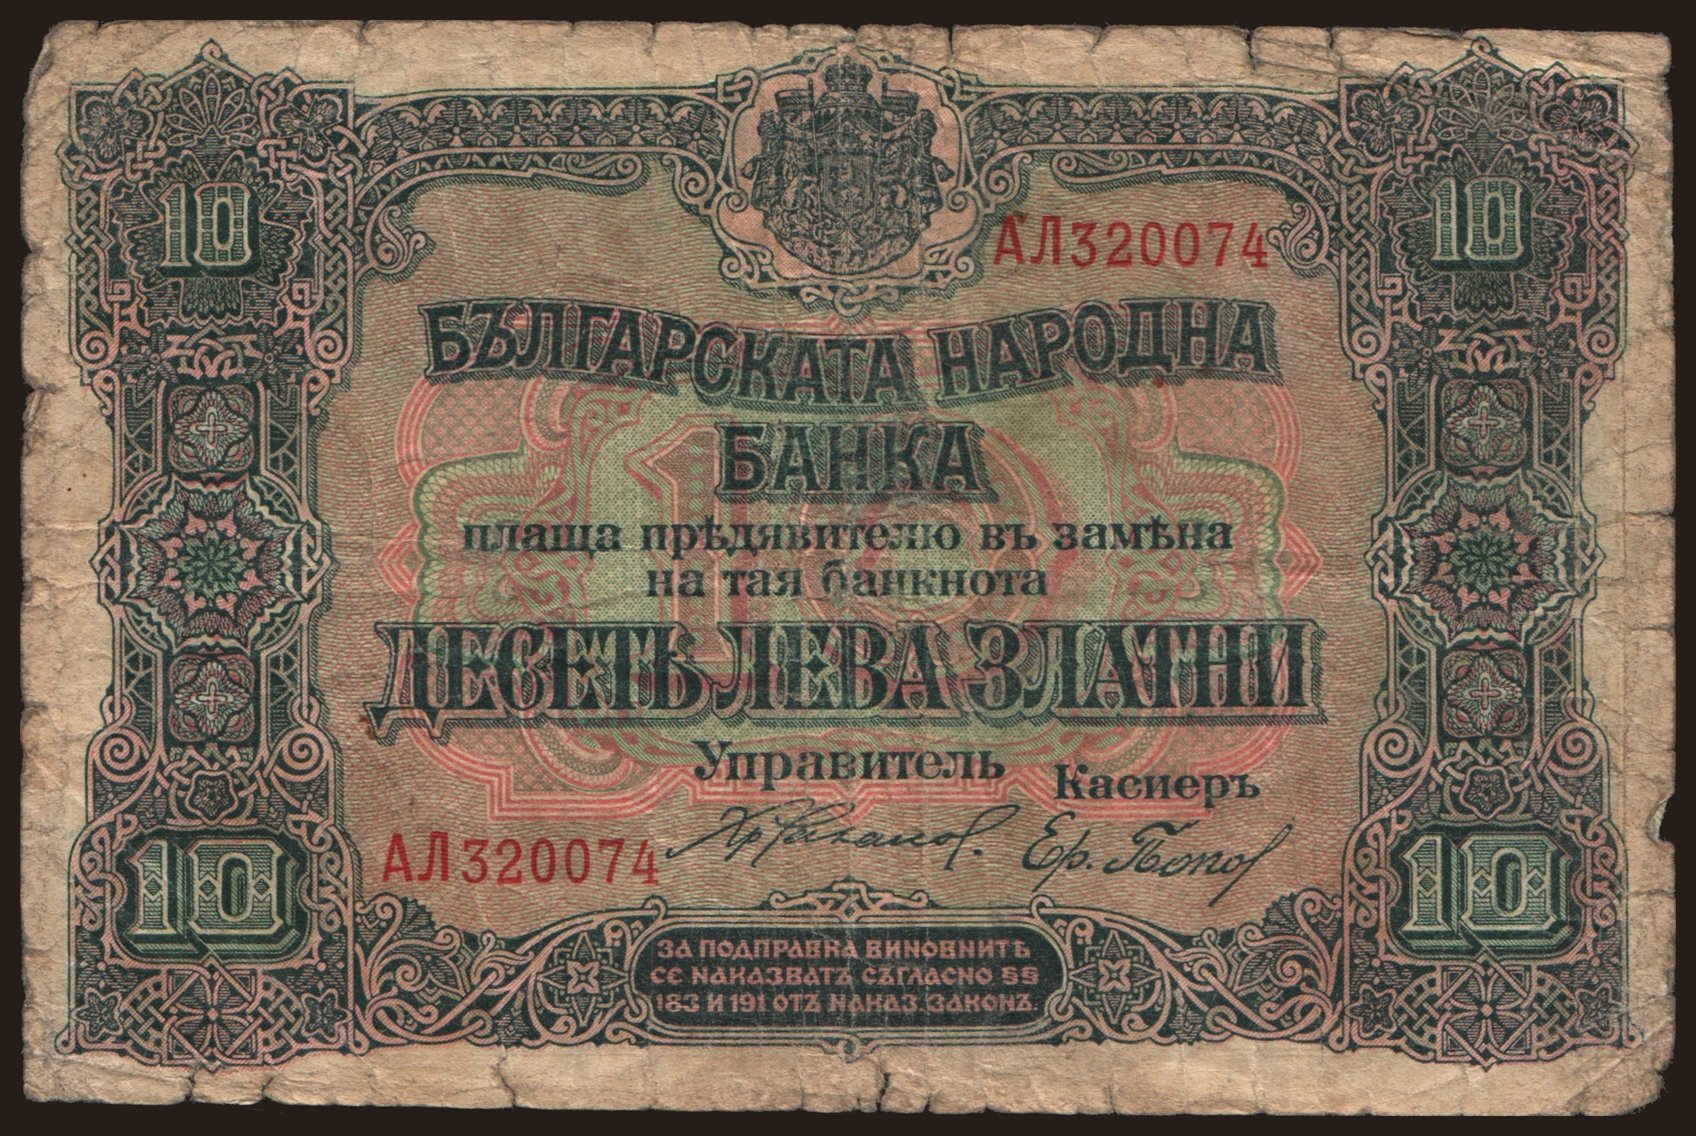 10
10
АЛ320074
БЪЛГАРСКАТА НАРОДНА
БАНКА
плаща прѣдявителю въ замѣна
на тая банкнота
ДЕСЕТЬ ЛЕВА ЗЛАТНИ
Управитель Касиеръ
АЛ320074
10
10
ЗА ПОДПРАВКА ВИНОВНИТѢ
СЕ НАКАЗВАТЪ СЪГЛАСНО §§
183 И 191 ОТЪ НАКАЗ. ЗАКОНЪ.